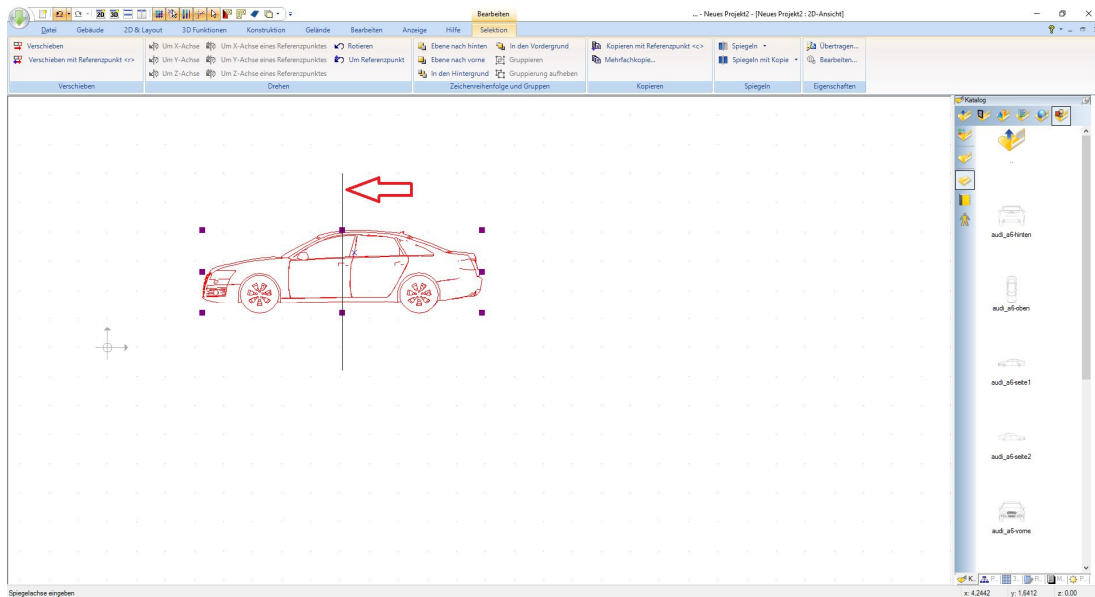 Bearbeiten
... - Neues Projekt2 - [Neues Projekt2 : 2D-Ansicht]
Datei Gebäude 2D & Layout 3D Funktionen Konstruktion Gelände Bearbeiten Anzeige Hilfe Selektion
Verschieben
Verschieben mit Referenzpunkt <r>
Verschieben
Um X-Achse Um X-Achse eines Referenzpunktes Rotieren
Um Y-Achse Um Y-Achse eines Referenzpunktes Um Referenzpunkt
Um Z-Achse Um Z-Achse eines Referenzpunktes
Drehen
Ebene nach hinten In den Vordergrund
Ebene nach vorne Gruppieren
In den Hintergrund Gruppierung aufheben
Zeichenreihenfolge und Gruppen
Kopieren mit Referenzpunkt <c>
Mehrfachkopie...
Kopieren
Spiegeln
Spiegeln mit Kopie
Spiegeln
Übertragen...
Bearbeiten...
Eigenschaften
Katalog
..
audi_a6-hinten
audi_a6-oben
audi_a6-seite1
audi_a6-seite2
audi_a6-vorne
K.. P.. 3.. R.. M.. P..
Spiegelachse eingeben
x: 4,2442 y: 1,6412 z: 0.00